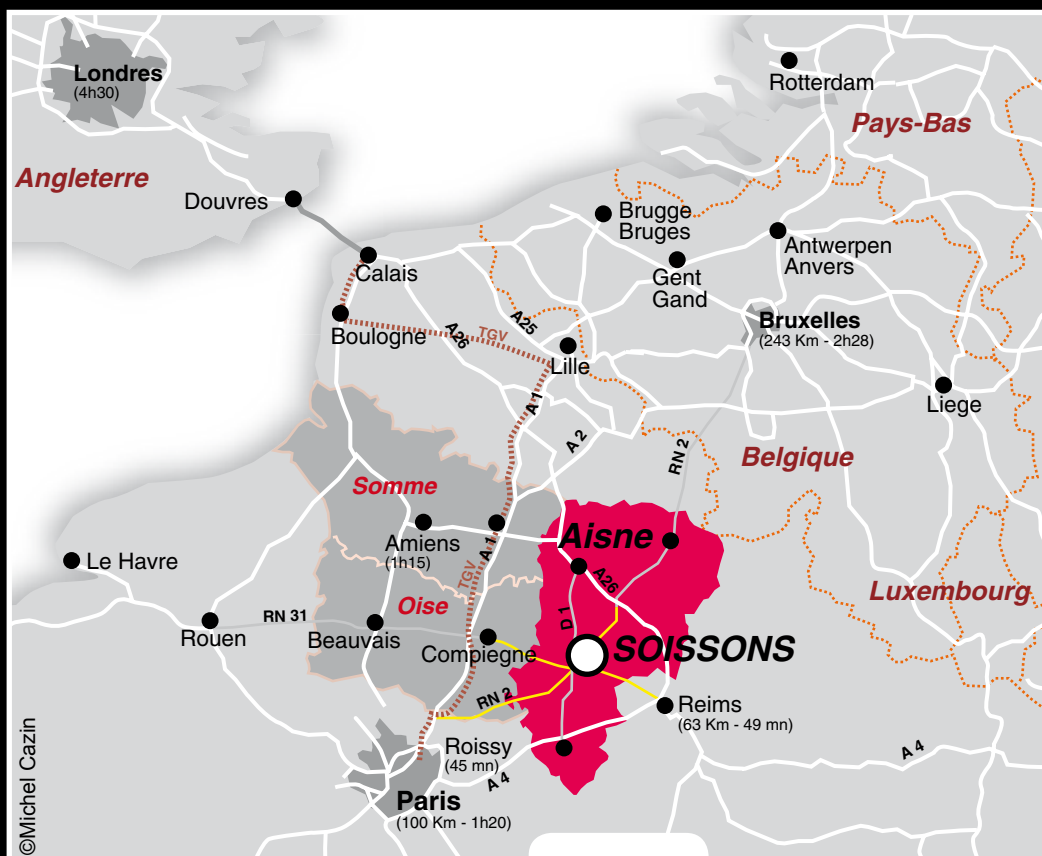 Londres
(4h30)
Rotterdam
Pays-Bas
Angleterre
Douvres
Brugge
Bruges
Antwerpen
Anvers
Calais
Gent
Gand
Boulogne
A26
TGV
A25
Lille
Bruxelles
(243 Km - 2h28)
Liege
A 1
A 2
RN 2
Belgique
Somme
Amiens
(1h15)
A 1
TGV
Aisne
A26
Le Havre
Luxembourg
Oise
D 1
RN 31
Rouen
Beauvais
Compiegne
SOISSONS
RN 2
Reims
(63 Km - 49 mn)
Roissy
(45 mn)
A 4
A 4
Paris
(100 Km - 1h20)
©Michel Cazin